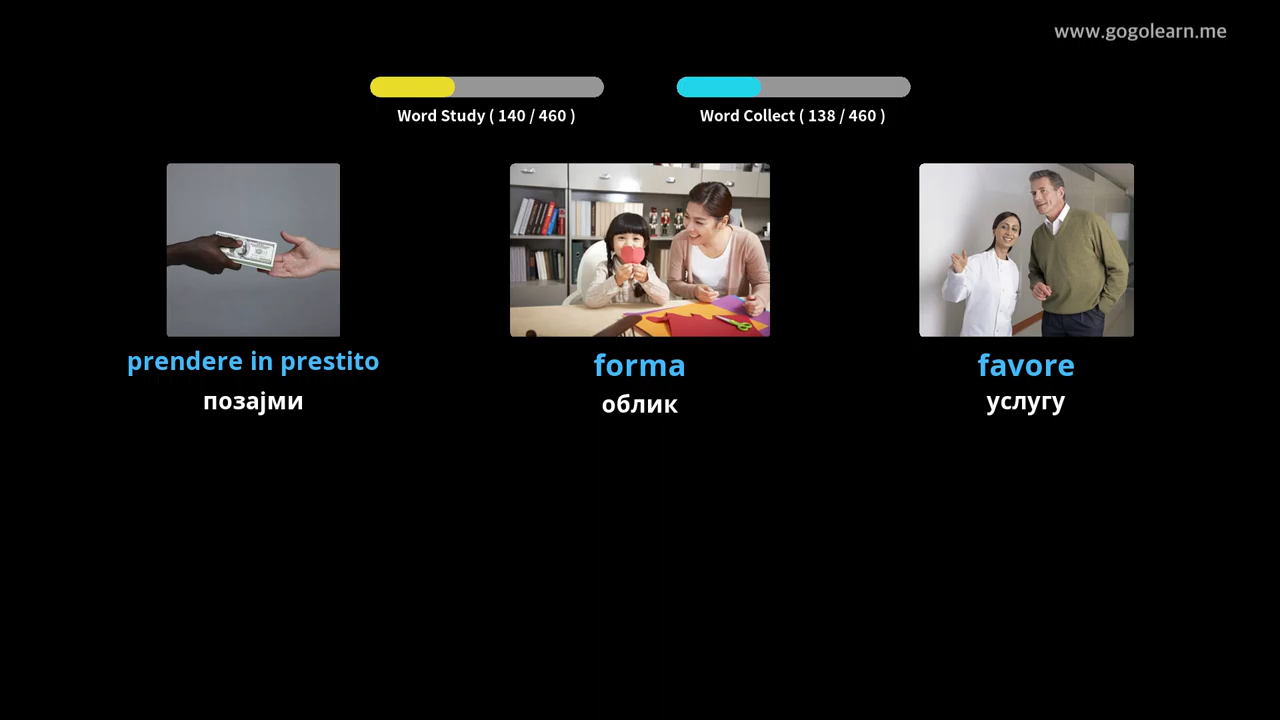 www.gogolearn.me
Word Study ( 140 / 460 )
Word Collect ( 138 / 460 )
prendere in prestito
forma
favore
позајми
облик
услугу